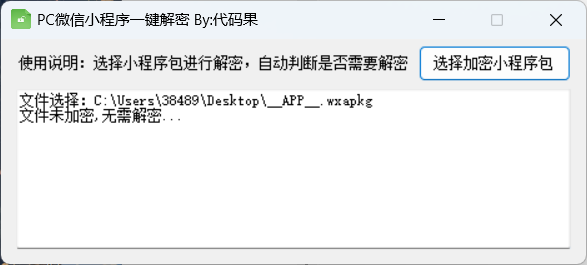 PC微信小程序一键解密 By:代码果
使用说明：选择小程序包进行解密，自动判断是否需要解密 选择加密小程序包
文件选择：C:\Users\38489\Desktop\__APP__.wxapkg
文件未加密,无需解密...